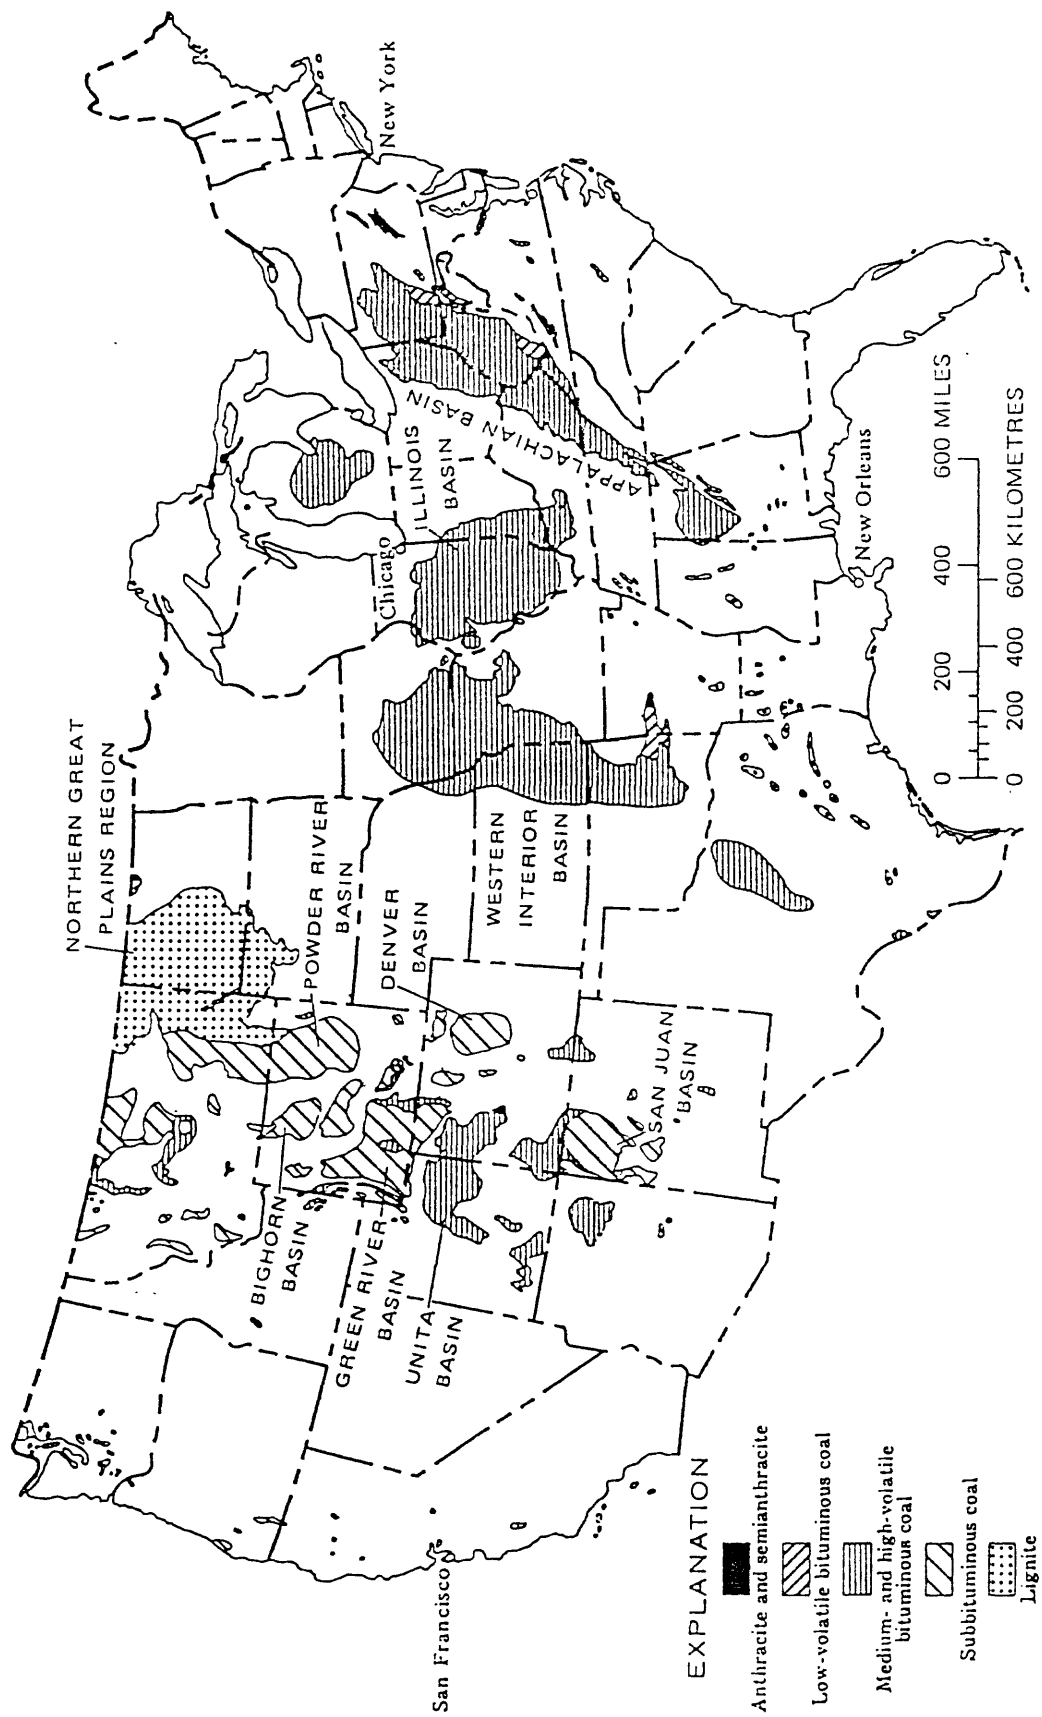 NORTHERN GREAT
PLAINS REGION
POWDER RIVER
BASIN
DENVER
BASIN
WESTERN
INTERIOR
BASIN
ILLINOIS
BASIN
APPALACHIAN BASIN
BIGHORN
BASIN
GREEN RIVER
BASIN
UNITA
BASIN
SAN JUAN
BASIN
San Francisco
Chicago
New York
New Orleans
0 200 400 600 MILES
0 200 400 600 KILOMETRES
EXPLANATION
Anthracite and semianthracite
Low-volatile bituminous coal
Medium- and high-volatile
bituminous coal
Subbituminous coal
Lignite